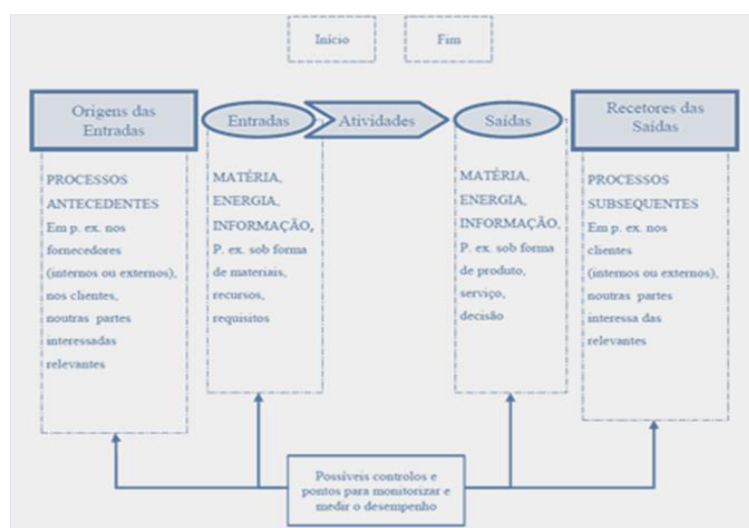 Início
Fim
Origens das
Entradas
Entradas
Atividades
Saídas
Recetores das
Saídas
PROCESSOS
ANTECEDENTES
Em p. ex. nos
fornecedores
(internos ou externos),
nos clientes,
noutras partes
interessadas
relevantes
MATÉRIA,
ENERGIA,
INFORMAÇÃO,
P. ex. sob forma
de materiais,
recursos,
requisitos
MATÉRIA,
ENERGIA,
INFORMAÇÃO,
P. ex. sob forma
de produto,
serviço,
decisão
PROCESSOS
SUBSEQUENTES
Em p. ex. nos
clientes
(internos ou externos),
noutras partes
interessa das
relevantes
Possíveis controlos e
pontos para monitorizar e
medir o desempenho